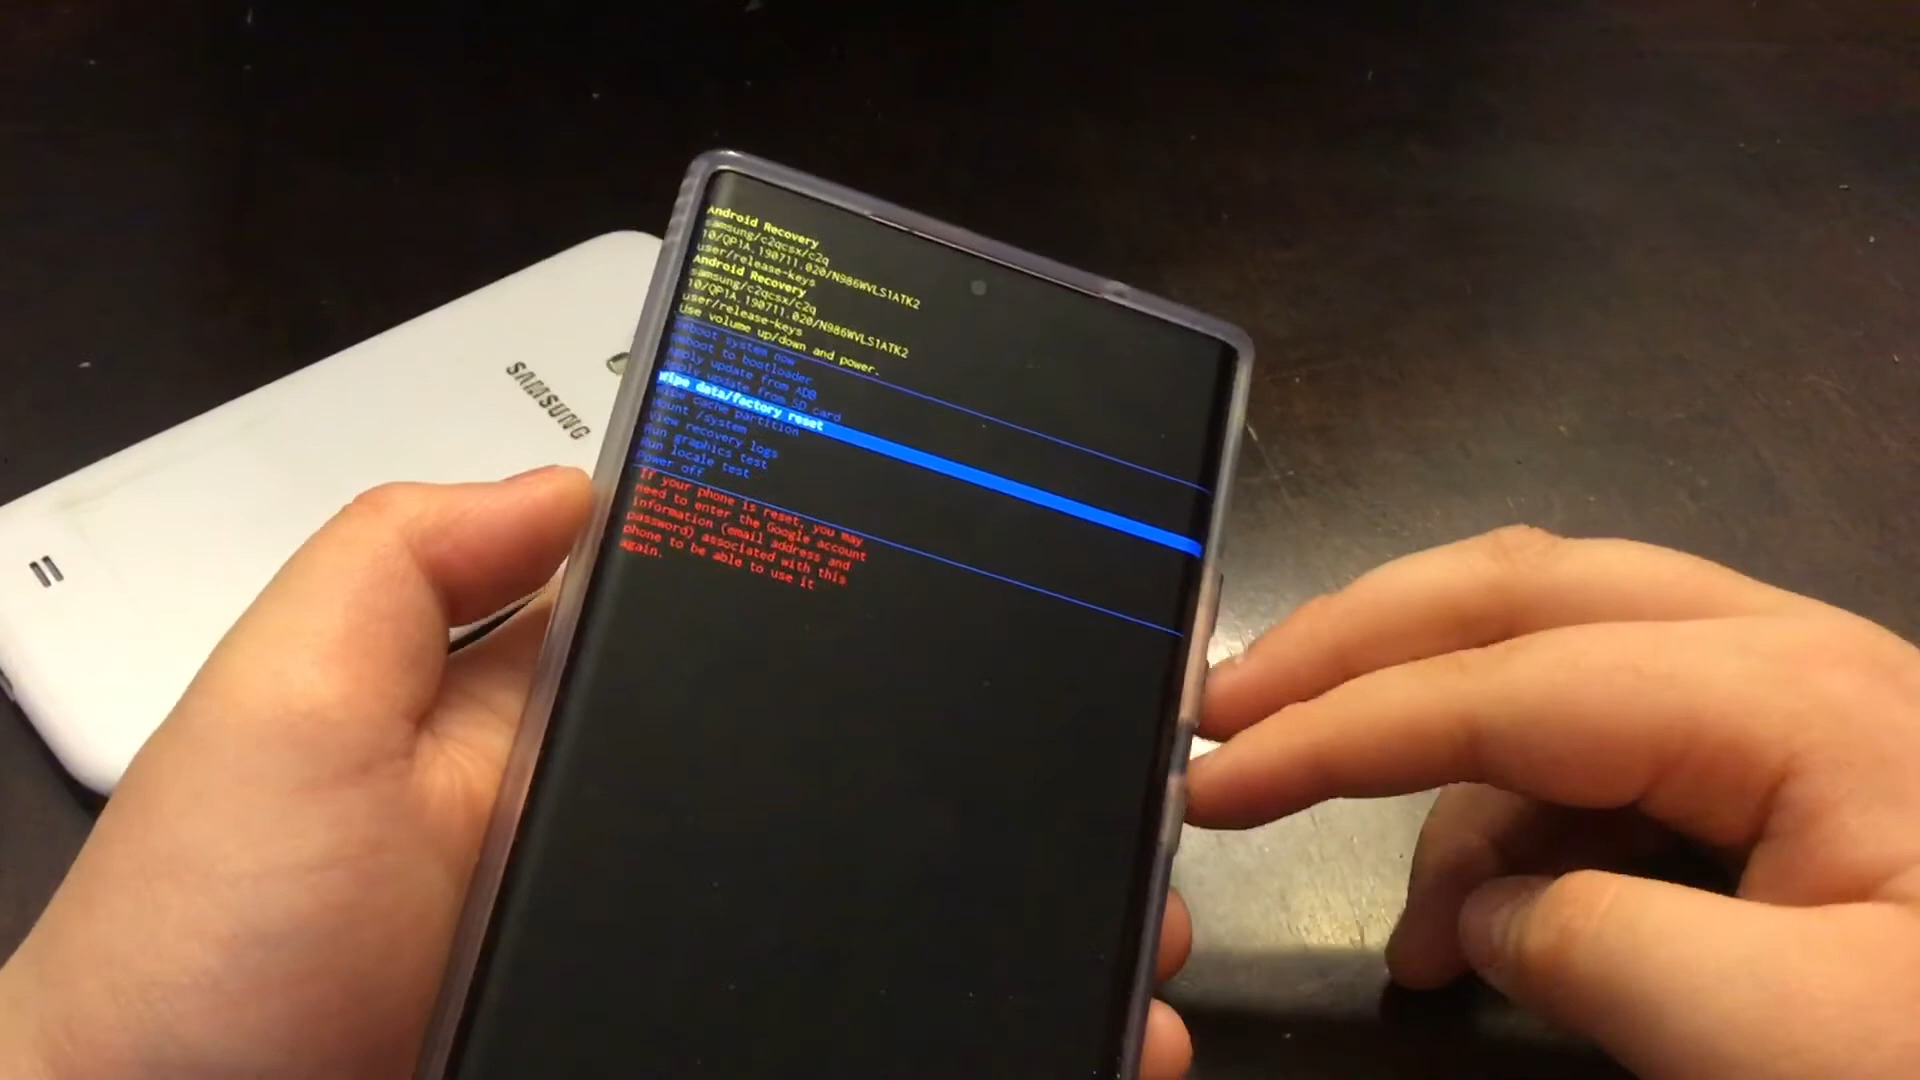 Android Recovery
samsung/c2qcsx/c2q
10/QP1A.190711.020/N986WVLS1ATK2
user/release-keys
Android Recovery
samsung/c2qcsx/c2q
10/QP1A.190711.020/N986WVLS1ATK2
user/release-keys
Use volume up/down and power.
Reboot system now
Reboot to bootloader
Apply update from ADB
Apply update from SD card
Wipe data/factory reset
Wipe cache partition
Mount /system
View recovery logs
Run graphics test
Run locale test
Power off
If your phone is reset, you may
need to enter the Google account
information (email address and
password) associated with this
phone to be able to use it
again.
SAMSUNG